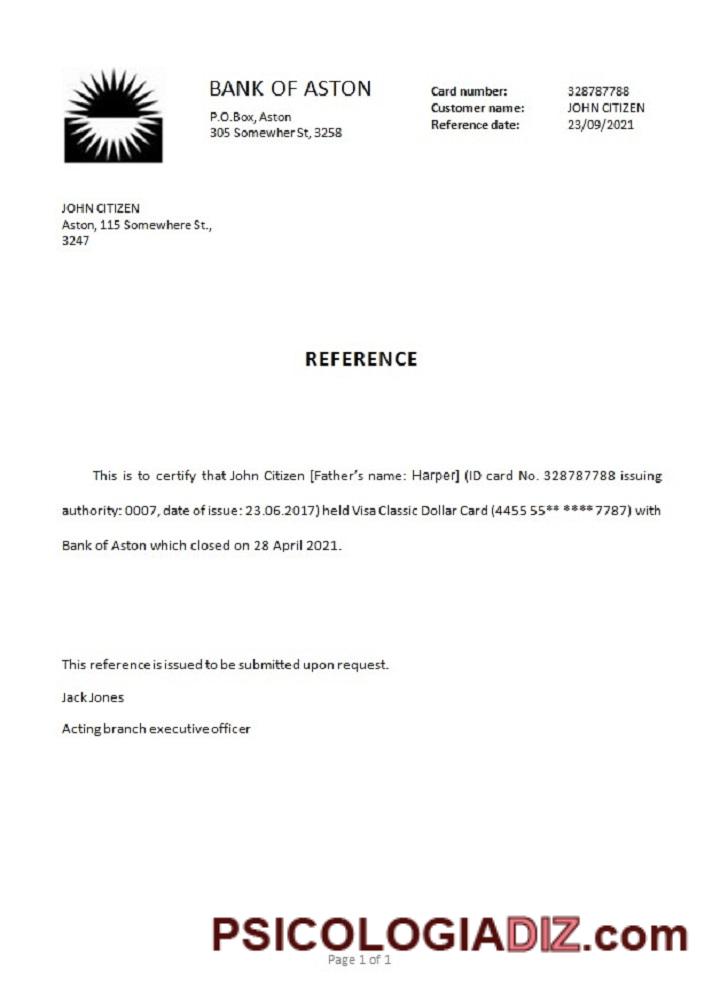 BANK OF ASTON
P.O.Box, Aston
305 Somewher St, 3258
Card number: 328787788
Customer name: JOHN CITIZEN
Reference date: 23/09/2021
JOHN CITIZEN
Aston, 115 Somewhere St.,
3247
REFERENCE
This is to certify that John Citizen [Father's name: Harper] (ID card No. 328787788 issuing
authority: 0007, date of issue: 23.06.2017) held Visa Classic Dollar Card (4455 55** **** 7787) with
Bank of Aston which closed on 28 April 2021.
This reference is issued to be submitted upon request.
Jack Jones
Acting branch executive officer
PSICOLOGIADIZ.com
Page 1 of 1